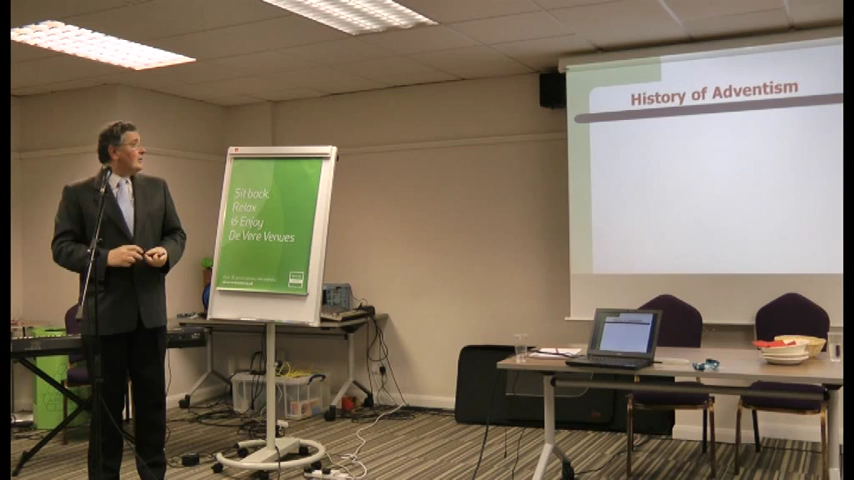 History of Adventism
Sit back,
Relax
& Enjoy
De Vere Venues